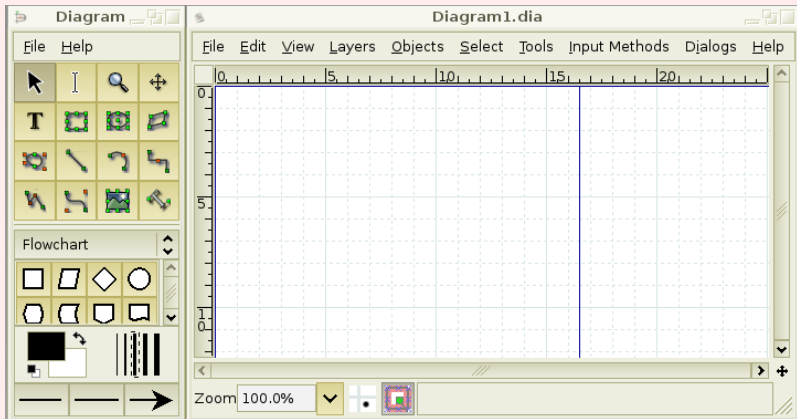 Diagram
File Help
T
Flowchart
Diagram1.dia
File Edit View Layers Objects Select Tools Input Methods Dialogs Help
0 5 10 15 20
0
5
10
Zoom 100.0%